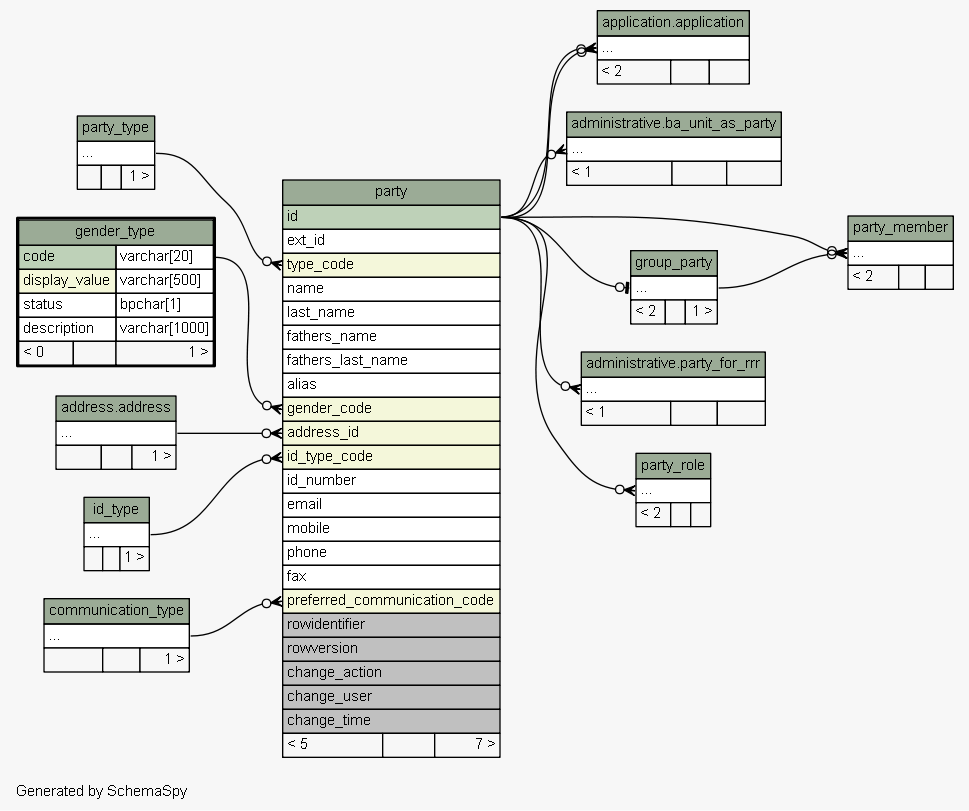 application.application
...
< 2
party_type
...
1 >
administrative.ba_unit_as_party
...
< 1
party
id
ext_id
type_code
name
last_name
fathers_name
fathers_last_name
alias
gender_code
address_id
id_type_code
id_number
email
mobile
phone
fax
preferred_communication_code
rowidentifier
rowversion
change_action
change_user
change_time
< 5 7 >
gender_type
code varchar[20]
display_value varchar[500]
status bpchar[1]
description varchar[1000]
< 0 1 >
party_member
...
< 2
group_party
...
< 2 1 >
administrative.party_for_rrr
...
< 1
address.address
...
1 >
party_role
...
< 2
id_type
...
1 >
communication_type
...
1 >
Generated by SchemaSpy